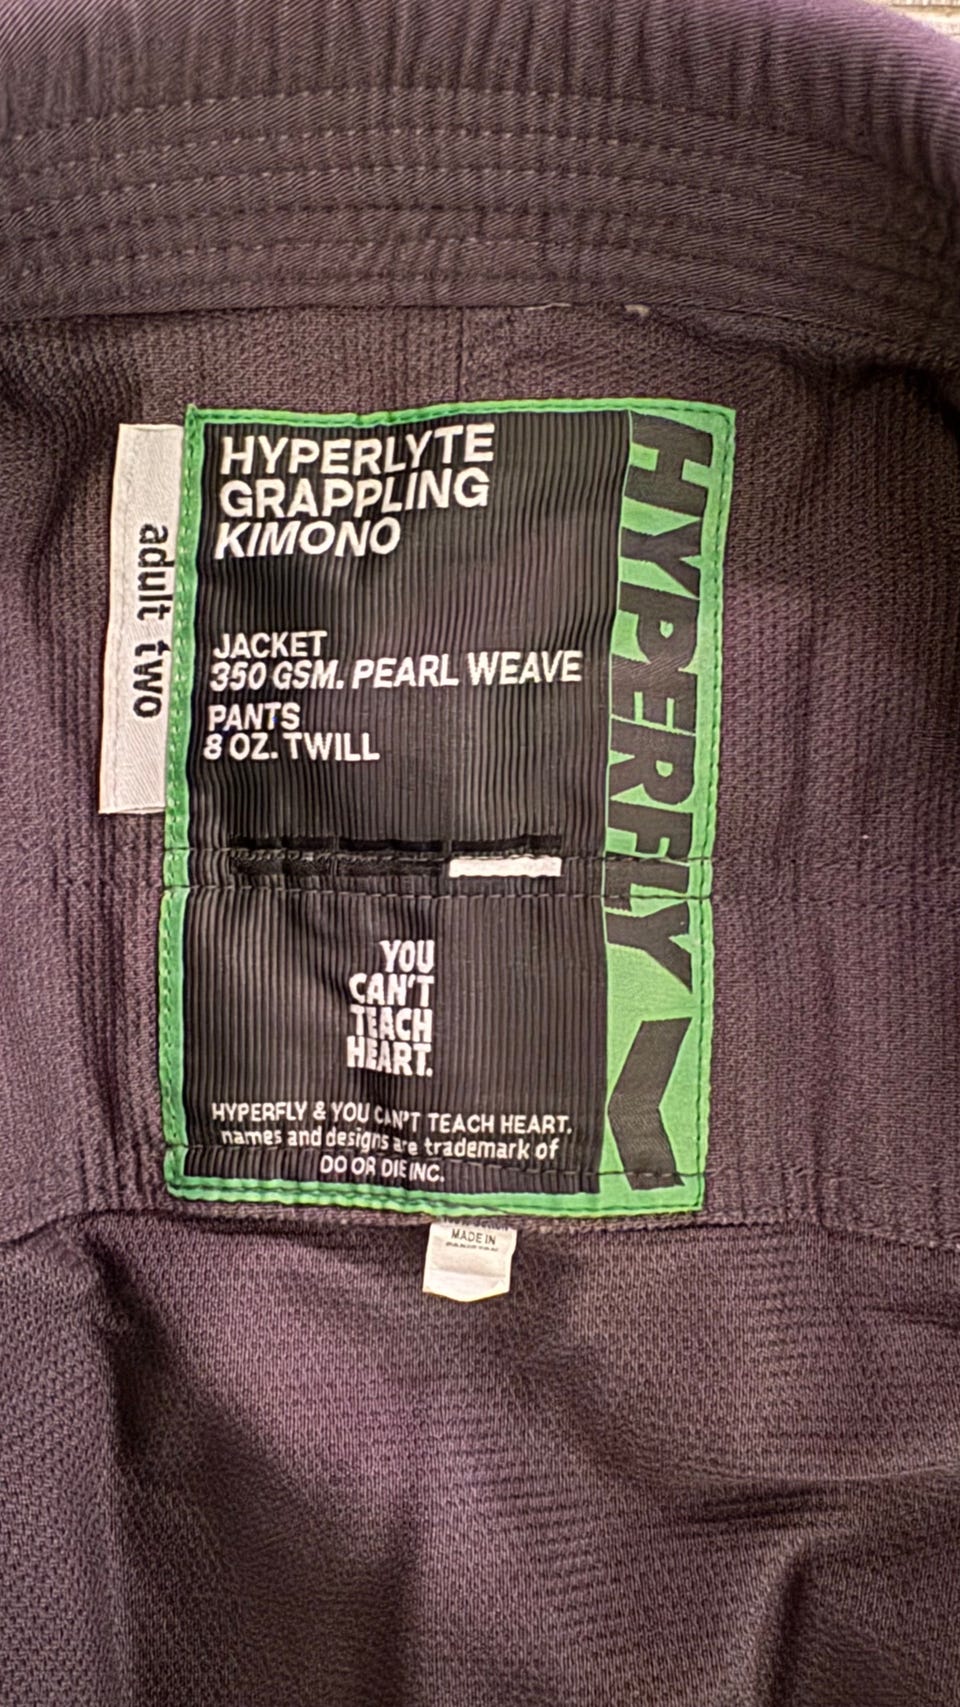 HYPERLYTE
GRAPPLING
KIMONO
JACKET
350 GSM. PEARL WEAVE
PANTS
8 OZ. TWILL
YOU
CAN'T
TEACH
HEART.
HYPERFLY & YOU CAN'T TEACH HEART.
names and designs are trademark of
DO OR DIE INC.
HYPERFLY
adult two
MADE IN